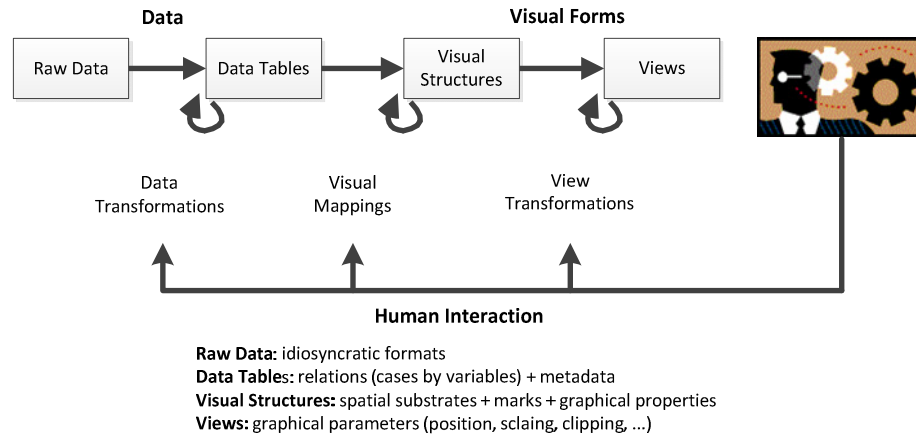 Data
Visual Forms
Raw Data
Data Tables
Visual
Structures
Views
Data
Transformations
Visual
Mappings
View
Transformations
Human Interaction
Raw Data: idiosyncratic formats
Data Tables: relations (cases by variables) + metadata
Visual Structures: spatial substrates + marks + graphical properties
Views: graphical parameters (position, sclaing, clipping, ...)